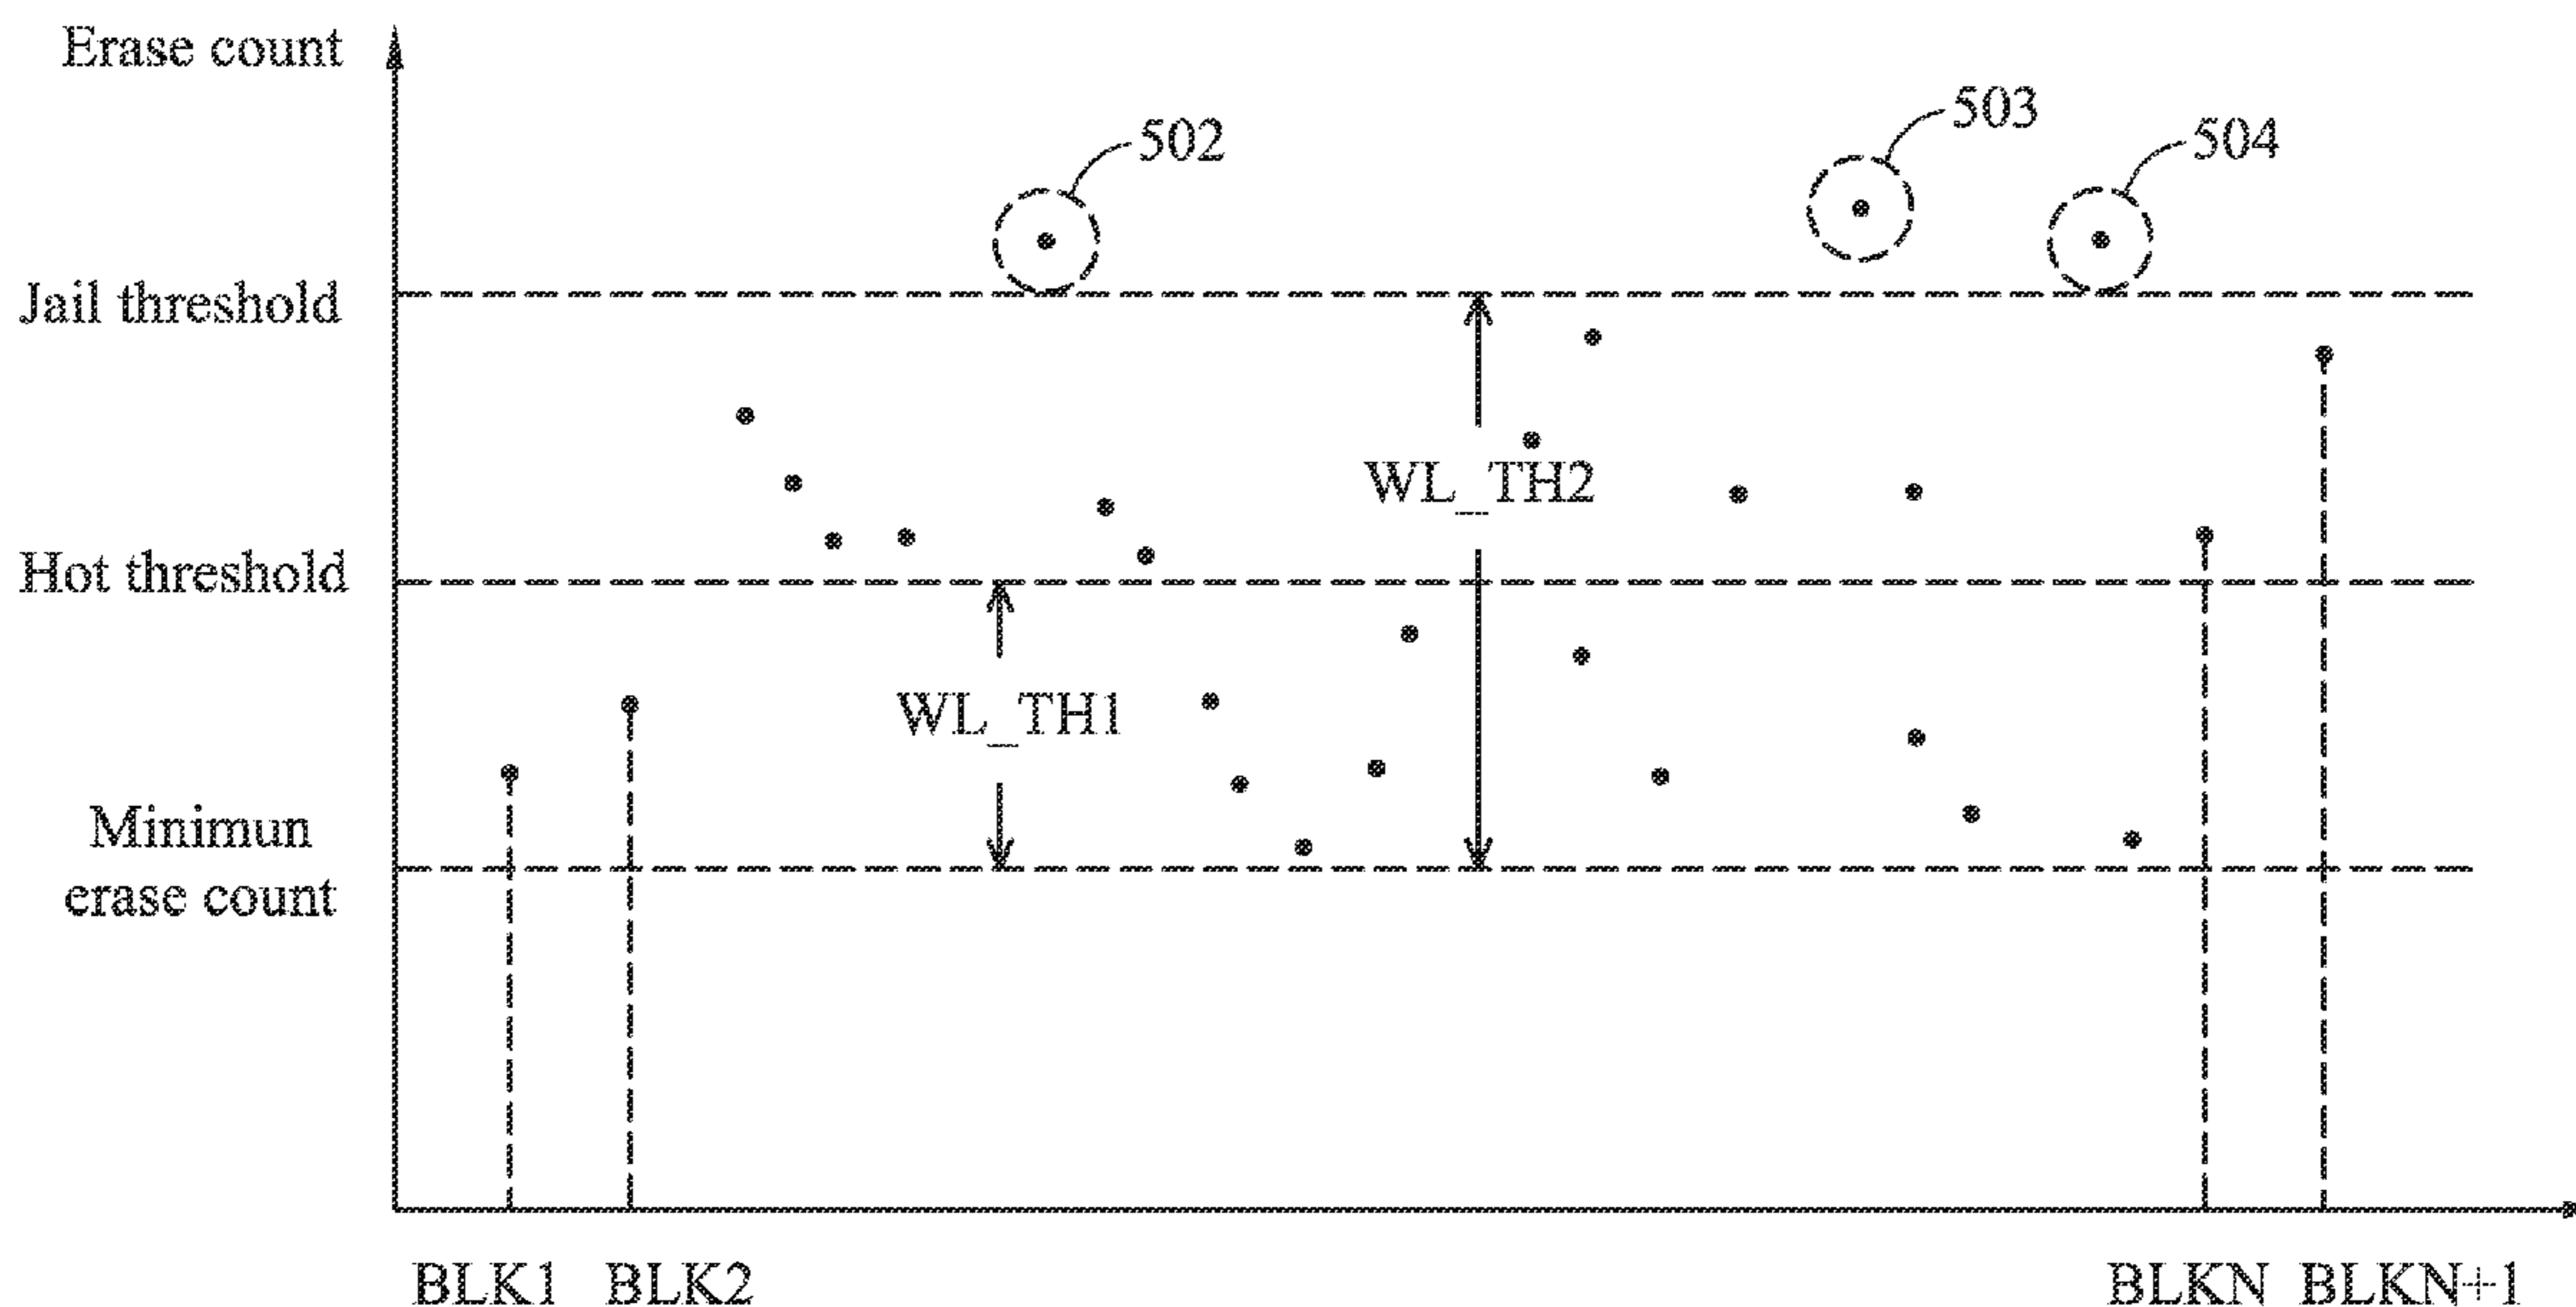 Erase count
502
503
504
Jail threshold
WL_TH2
Hot threshold
WL_TH1
Minimun
erase count
BLK1 BLK2 BLKN BLKN+1